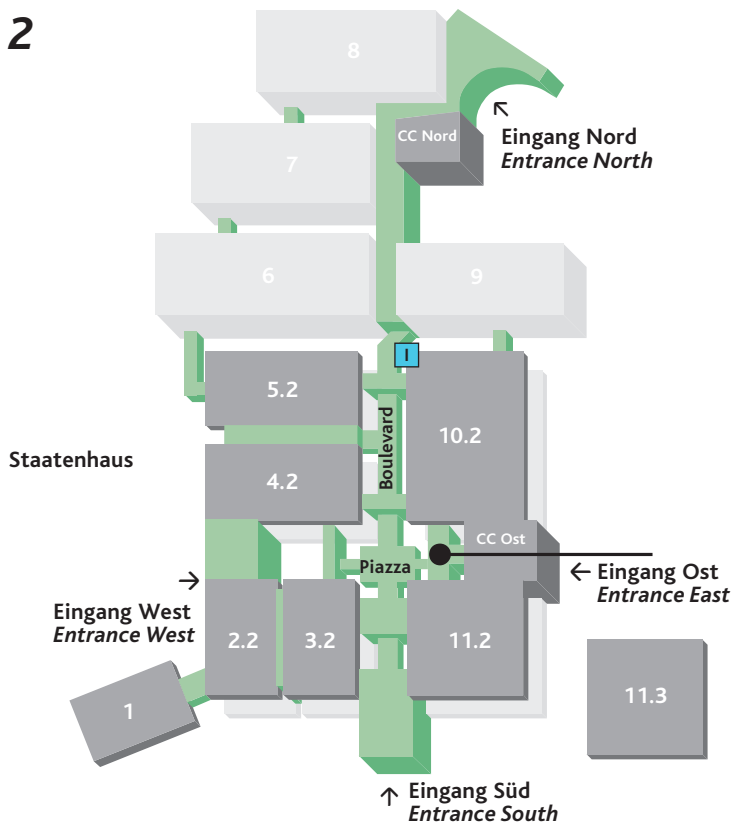 2
8
CC Nord
Eingang Nord
Entrance North
7
6
9
I
5.2
10.2
Boulevard
Staatenhaus
4.2
CC Ost
Piazza
Eingang Ost
Entrance East
Eingang West
Entrance West
2.2
3.2
11.2
11.3
1
Eingang Süd
Entrance South